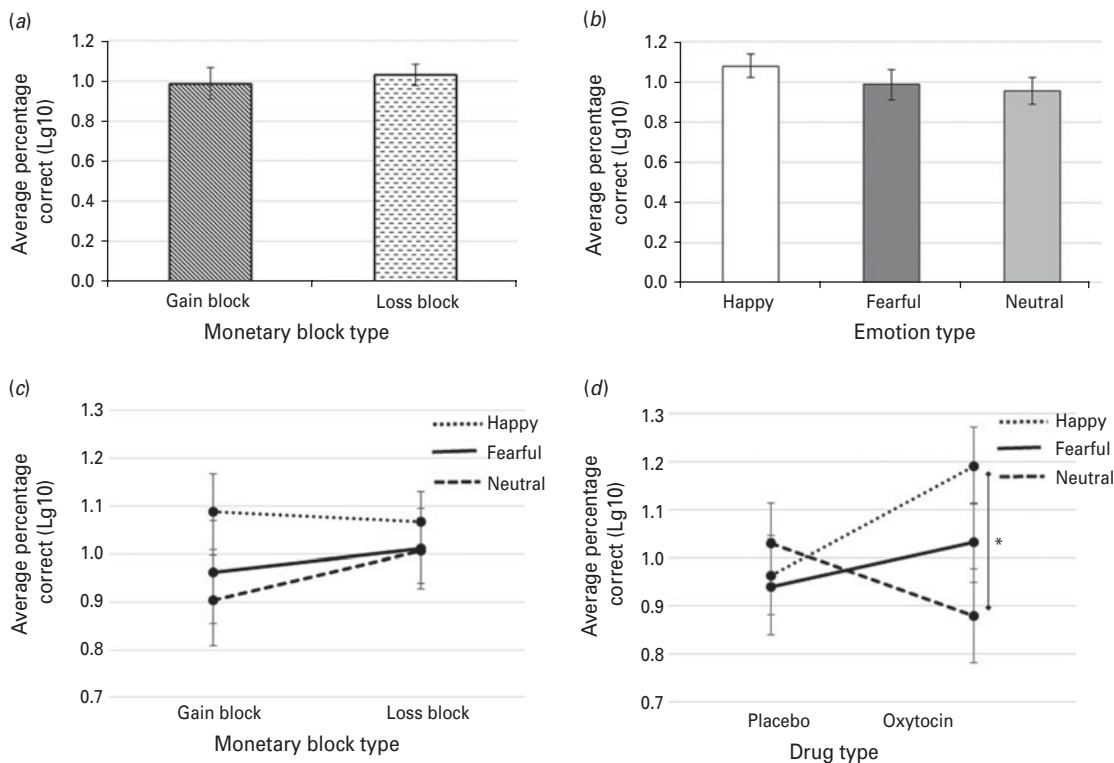 (a)
Average percentage
correct (Lg10)
1.2
1.0
0.8
0.6
0.4
0.2
0.0
Gain block
Loss block
Monetary block type
(b)
Average percentage
correct (Lg10)
1.2
1.0
0.8
0.6
0.4
0.2
0.0
Happy
Fearful
Neutral
Emotion type
(c)
Average percentage
correct (Lg10)
1.3
1.2
1.1
1.0
0.9
0.8
0.7
Happy
Fearful
Neutral
Gain block
Loss block
Monetary block type
(d)
Average percentage
correct (Lg10)
1.3
1.2
1.1
1.0
0.9
0.8
0.7
Happy
Fearful
Neutral
*
Placebo
Oxytocin
Drug type